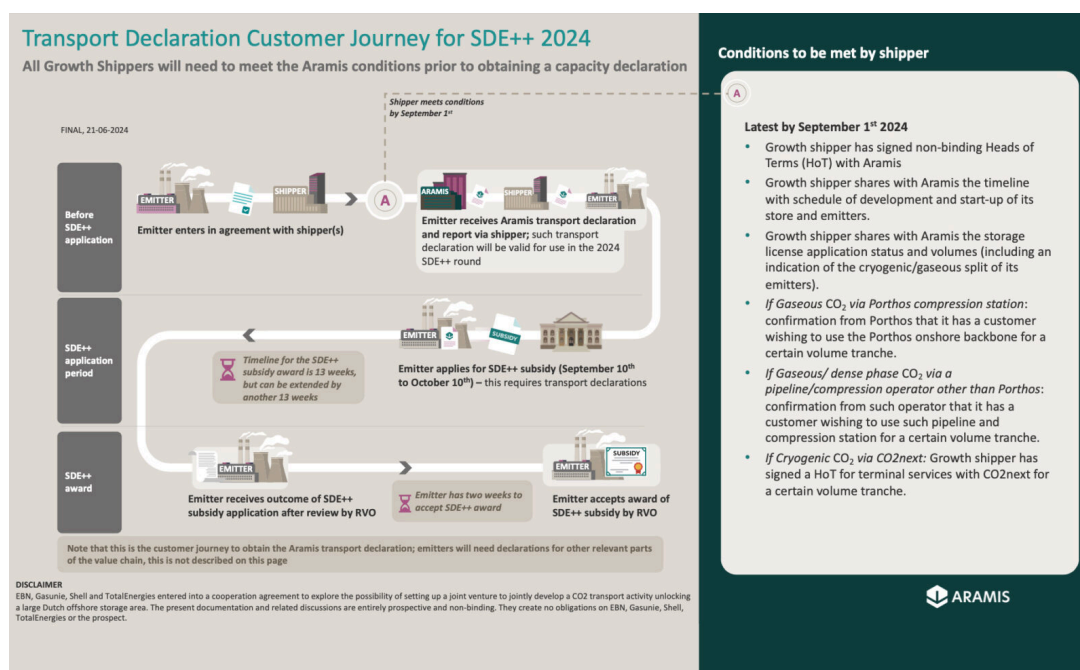 Transport Declaration Customer Journey for SDE++ 2024
All Growth Shippers will need to meet the Aramis conditions prior to obtaining a capacity declaration
FINAL, 21-06-2024
Shipper meets conditions
by September 1st
Before
SDE++
application
EMITTER
SHIPPER
Emitter enters in agreement with shipper(s)
A
ARAMIS
SHIPPER
EMITTER
Emitter receives Aramis transport declaration
and report via shipper; such transport
declaration will be valid for use in the 2024
SDE++ round
SDE++
application
period
Timeline for the SDE++
subsidy award is 13 weeks,
but can be extended by
another 13 weeks
EMITTER
SUBSIDY
Emitter applies for SDE++ subsidy (September 10th
to October 10th) – this requires transport declarations
SDE++
award
EMITTER
Emitter receives outcome of SDE++
subsidy application after review by RVO
Emitter has two weeks to
accept SDE++ award
EMITTER
SUBSIDY
Emitter accepts award of
SDE++ subsidy by RVO
Note that this is the customer journey to obtain the Aramis transport declaration; emitters will need declarations for other relevant parts
of the value chain, this is not described on this page
DISCLAIMER
EBN, Gasunie, Shell and TotalEnergies entered into a cooperation agreement to explore the possibility of setting up a joint venture to jointly develop a CO2 transport activity unlocking
a large Dutch offshore storage area. The present documentation and related discussions are entirely prospective and non-binding. They create no obligations on EBN, Gasunie, Shell,
TotalEnergies or the prospect.
Conditions to be met by shipper
A
Latest by September 1st 2024
• Growth shipper has signed non-binding Heads of
Terms (HoT) with Aramis
• Growth shipper shares with Aramis the timeline
with schedule of development and start-up of its
store and emitters.
• Growth shipper shares with Aramis the storage
license application status and volumes (including an
indication of the cryogenic/gaseous split of its
emitters).
• If Gaseous CO2 via Porthos compression station:
confirmation from Porthos that it has a customer
wishing to use the Porthos onshore backbone for a
certain volume tranche.
• If Gaseous/ dense phase CO2 via a
pipeline/compression operator other than Porthos:
confirmation from such operator that it has a
customer wishing to use such pipeline and
compression station for a certain volume tranche.
• If Cryogenic CO2 via CO2next: Growth shipper has
signed a HoT for terminal services with CO2next for
a certain volume tranche.
ARAMIS